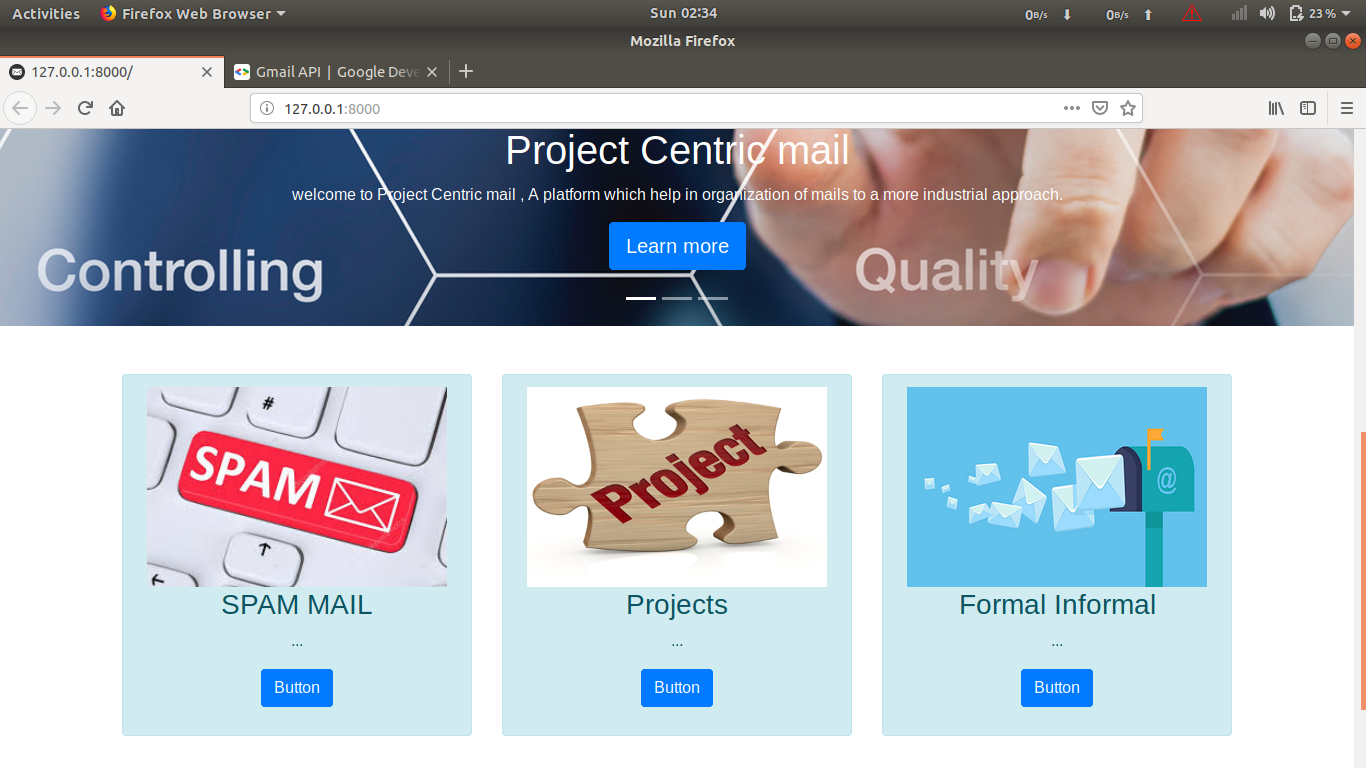 Activities Firefox Web Browser Sun 02:34 0B/s 0B/s 23 %
Mozilla Firefox
127.0.0.1:8000/ Gmail API | Google Deve
127.0.0.1:8000
Project Centric mail
welcome to Project Centric mail , A platform which help in organization of mails to a more industrial approach.
Learn more
Controlling Quality
#
SPAM
Project
@
SPAM MAIL Projects Formal Informal
... ... ...
Button Button Button